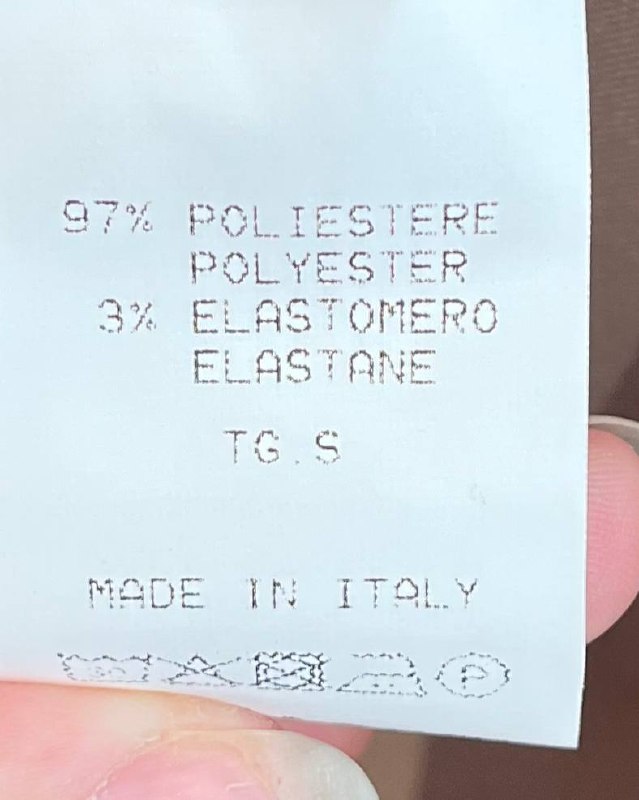 97% POLIESTERE
POLYESTER
3% ELASTOMERO
ELASTANE
TG.S
MADE IN ITALY
P